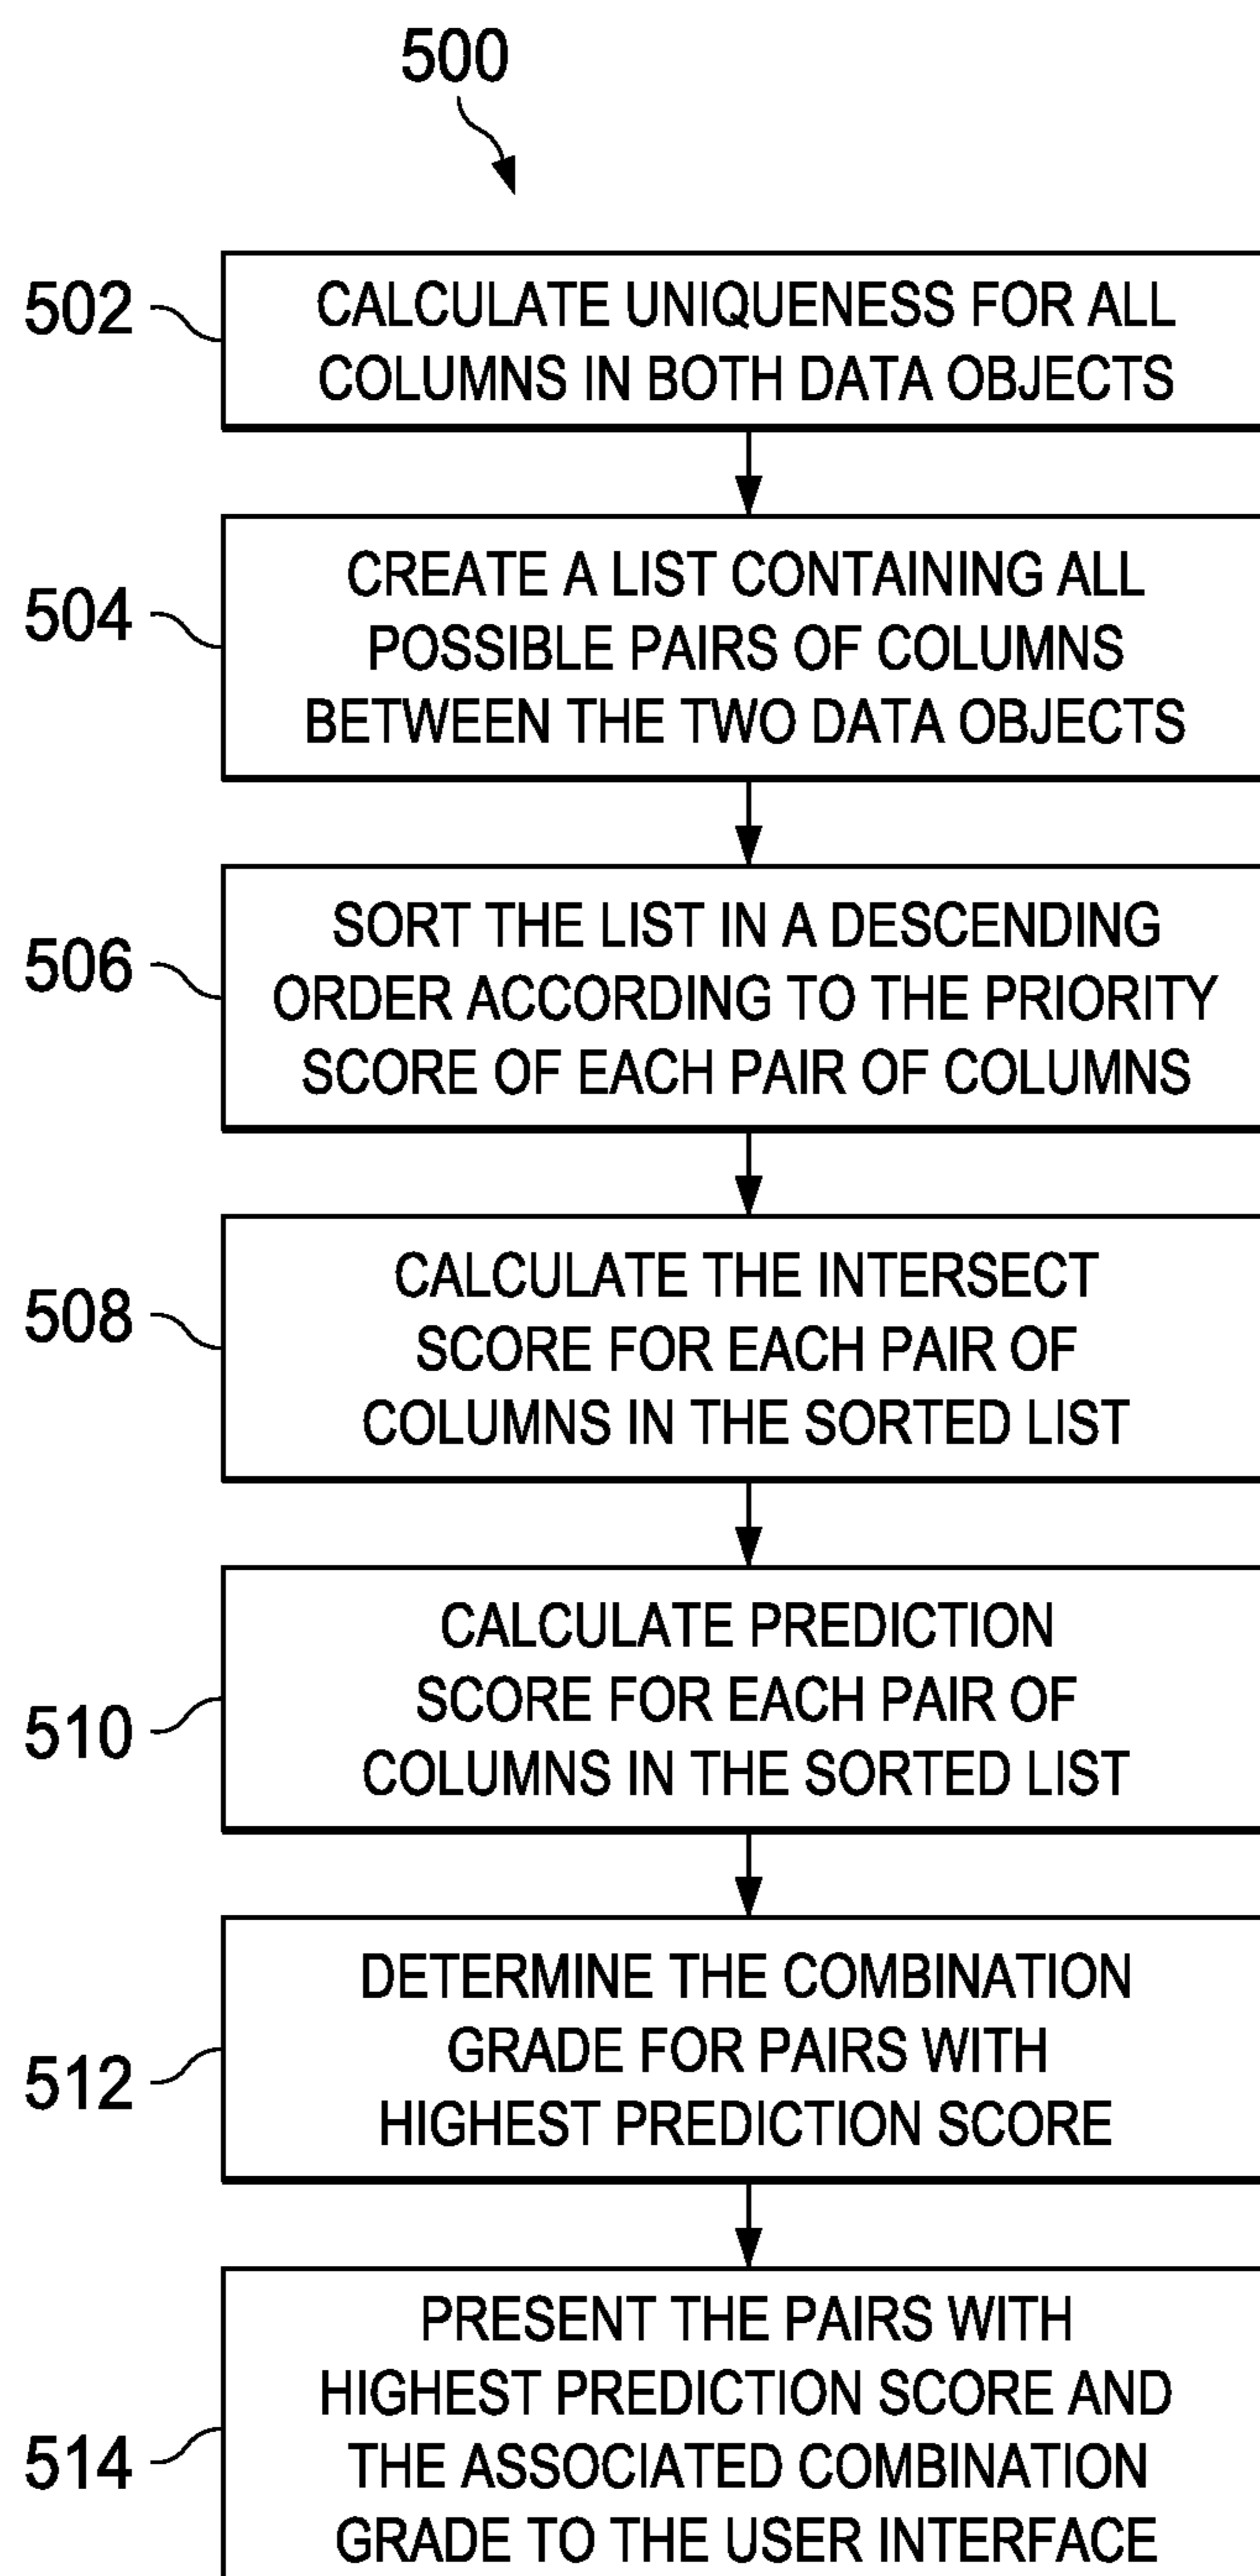 500
502
CALCULATE UNIQUENESS FOR ALL
COLUMNS IN BOTH DATA OBJECTS
504
CREATE A LIST CONTAINING ALL
POSSIBLE PAIRS OF COLUMNS
BETWEEN THE TWO DATA OBJECTS
506
SORT THE LIST IN A DESCENDING
ORDER ACCORDING TO THE PRIORITY
SCORE OF EACH PAIR OF COLUMNS
508
CALCULATE THE INTERSECT
SCORE FOR EACH PAIR OF
COLUMNS IN THE SORTED LIST
510
CALCULATE PREDICTION
SCORE FOR EACH PAIR OF
COLUMNS IN THE SORTED LIST
512
DETERMINE THE COMBINATION
GRADE FOR PAIRS WITH
HIGHEST PREDICTION SCORE
514
PRESENT THE PAIRS WITH
HIGHEST PREDICTION SCORE AND
THE ASSOCIATED COMBINATION
GRADE TO THE USER INTERFACE